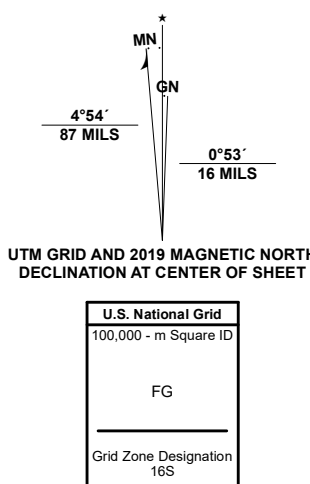 MN
GN
4°54´
87 MILS
0°53´
16 MILS
UTM GRID AND 2019 MAGNETIC NORTH
DECLINATION AT CENTER OF SHEET
U.S. National Grid
100,000 - m Square ID
FG
Grid Zone Designation
16S